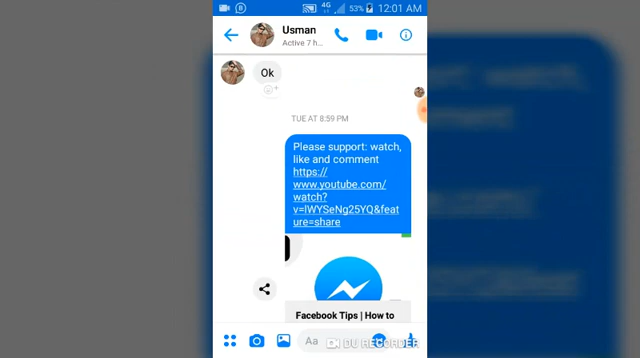 4G 53% 12:01 AM
Usman
Active 7 h...
Ok
TUE AT 8:59 PM
Please support: watch,
like and comment
https://
www.youtube.com/
watch?
v=lWYSeNg25YQ&feat
ure=share
Facebook Tips | How to
Aa
DU RECORDER